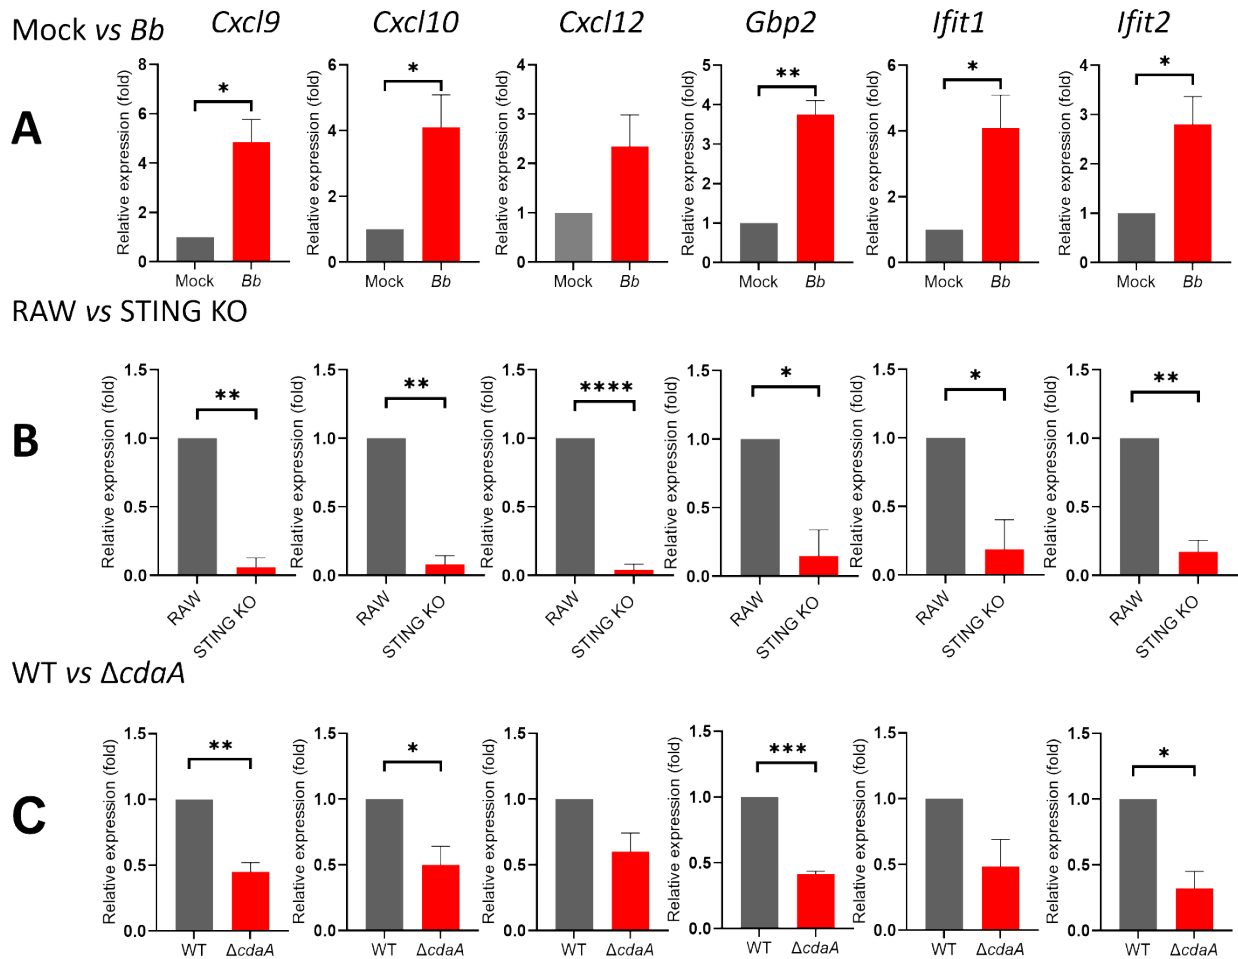 Mock vs Bb Cxcl9 Cxcl10 Cxcl12 Gbp2 Ifit1 Ifit2
A
Relative expression (fold) 8 6 4 2 0 * Mock Bb
Relative expression (fold) 6 4 2 0 * Mock Bb
Relative expression (fold) 4 3 2 1 0 Mock Bb
Relative expression (fold) 5 4 3 2 1 0 ** Mock Bb
Relative expression (fold) 6 4 2 0 * Mock Bb
Relative expression (fold) 4 3 2 1 0 * Mock Bb
RAW vs STING KO
B
Relative expression (fold) 1.5 1.0 0.5 0.0 ** RAW STING KO
Relative expression (fold) 1.5 1.0 0.5 0.0 ** RAW STING KO
Relative expression (fold) 1.5 1.0 0.5 0.0 **** RAW STING KO
Relative expression (fold) 1.5 1.0 0.5 0.0 * RAW STING KO
Relative expression (fold) 1.5 1.0 0.5 0.0 * RAW STING KO
Relative expression (fold) 1.5 1.0 0.5 0.0 ** RAW STING KO
WT vs ΔcdaA
C
Relative expression (fold) 1.5 1.0 0.5 0.0 ** WT ΔcdaA
Relative expression (fold) 1.5 1.0 0.5 0.0 * WT ΔcdaA
Relative expression (fold) 1.5 1.0 0.5 0.0 WT ΔcdaA
Relative expression (fold) 1.5 1.0 0.5 0.0 *** WT ΔcdaA
Relative expression (fold) 1.5 1.0 0.5 0.0 WT ΔcdaA
Relative expression (fold) 1.5 1.0 0.5 0.0 * WT ΔcdaA